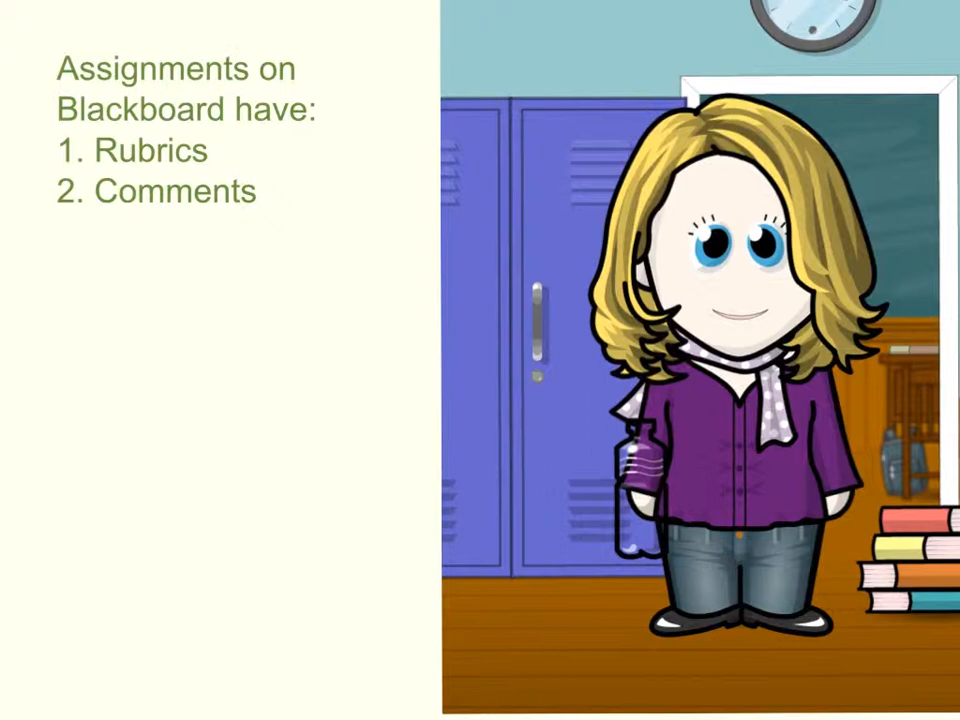 Assignments on
Blackboard have:
1. Rubrics
2. Comments